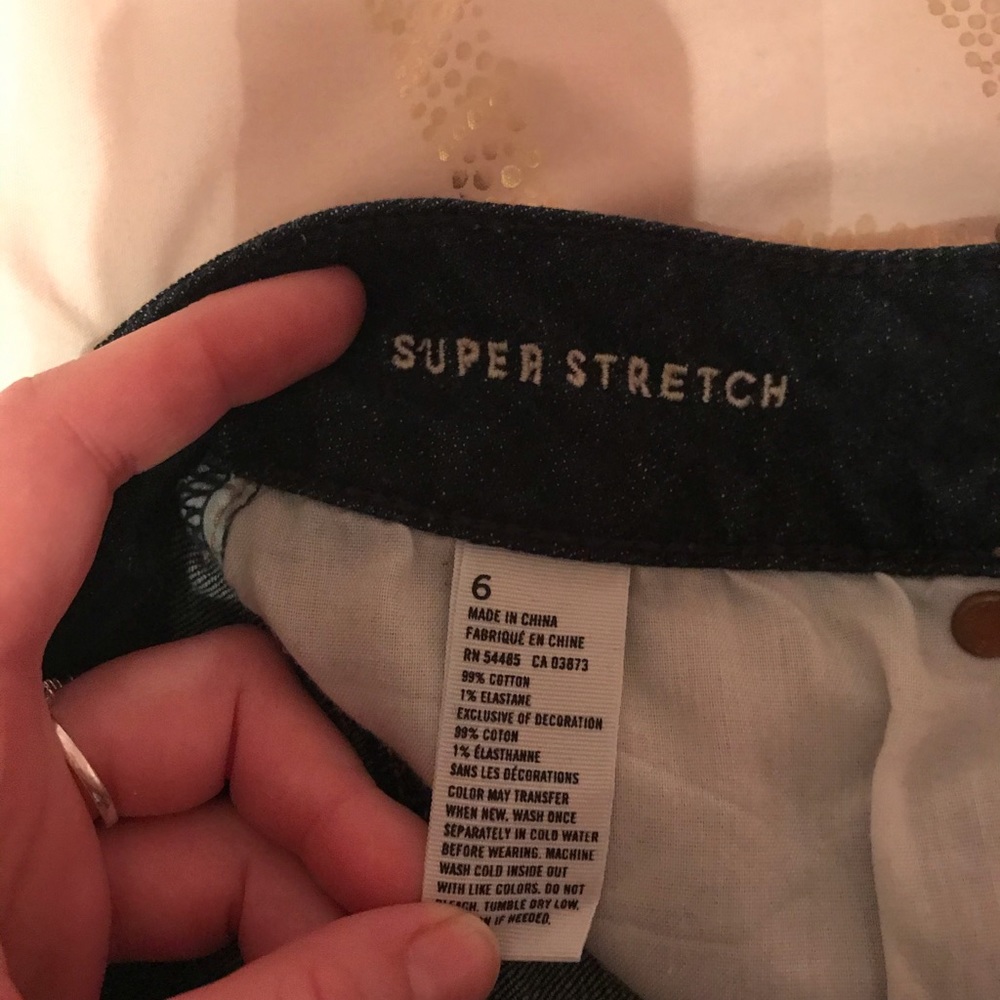 SUPER STRETCH
6
MADE IN CHINA
FABRIQUÉ EN CHINE
RN 54485 CA 03873
99% COTTON
1% ELASTANE
EXCLUSIVE OF DECORATION
99% COTON
1% ÉLASTHANNE
SANS LES DÉCORATIONS
COLOR MAY TRANSFER
WHEN NEW. WASH ONCE
SEPARATELY IN COLD WATER
BEFORE WEARING. MACHINE
WASH COLD INSIDE OUT
WITH LIKE COLORS. DO NOT
BLEACH. TUMBLE DRY LOW.
IF NEEDED.